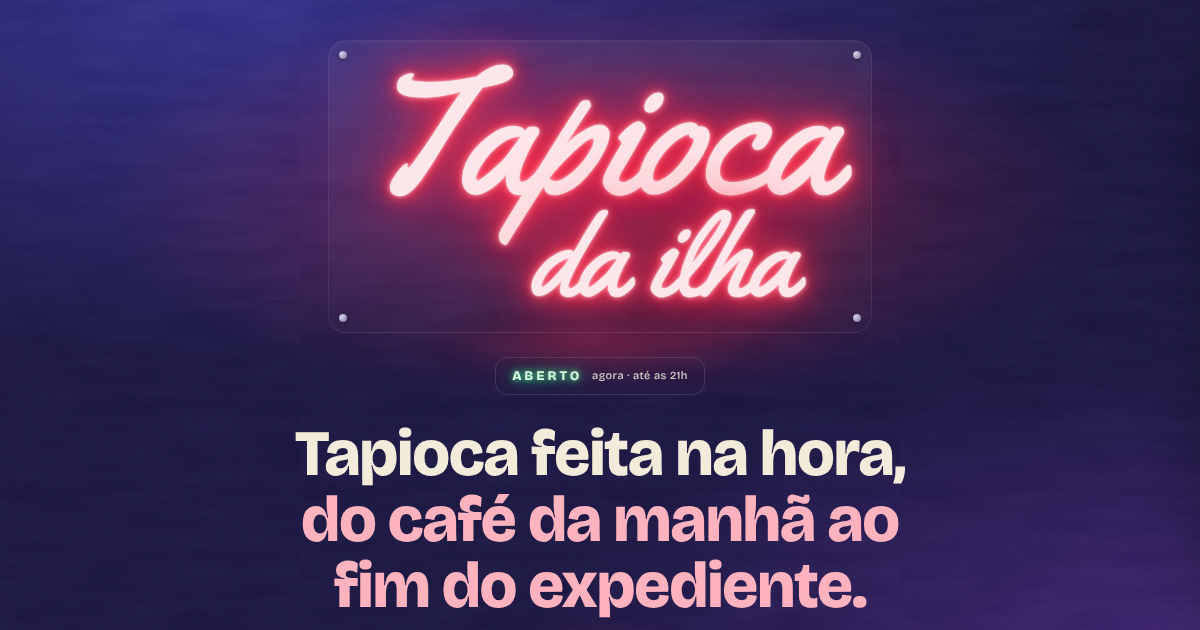 Tapioca
da ilha
ABERTO agora · até as 21h
Tapioca feita na hora,
do café da manhã ao
fim do expediente.